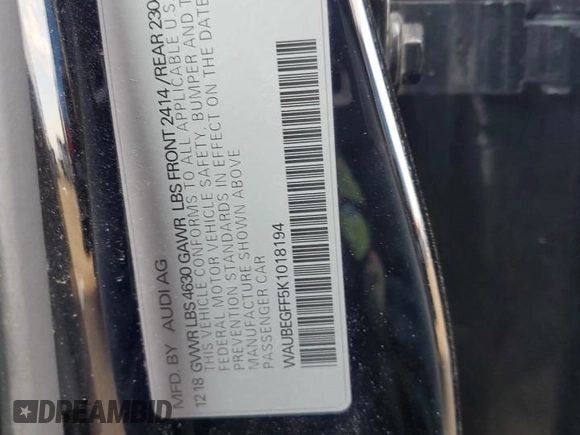 MFD. BY AUDI AG
12 18 GVWR LBS 4630 GAWR LBS FRONT 2414 /REAR
THIS VEHICLE CONFORMS TO ALL APPLICABLE U.S.
FEDERAL MOTOR VEHICLE SAFETY, BUMPER AND
PREVENTION STANDARDS IN EFFECT ON THE DATE
MANUFACTURE SHOWN ABOVE
PASSENGER CAR
WAUBEGFF5K1018194
DREAMBID